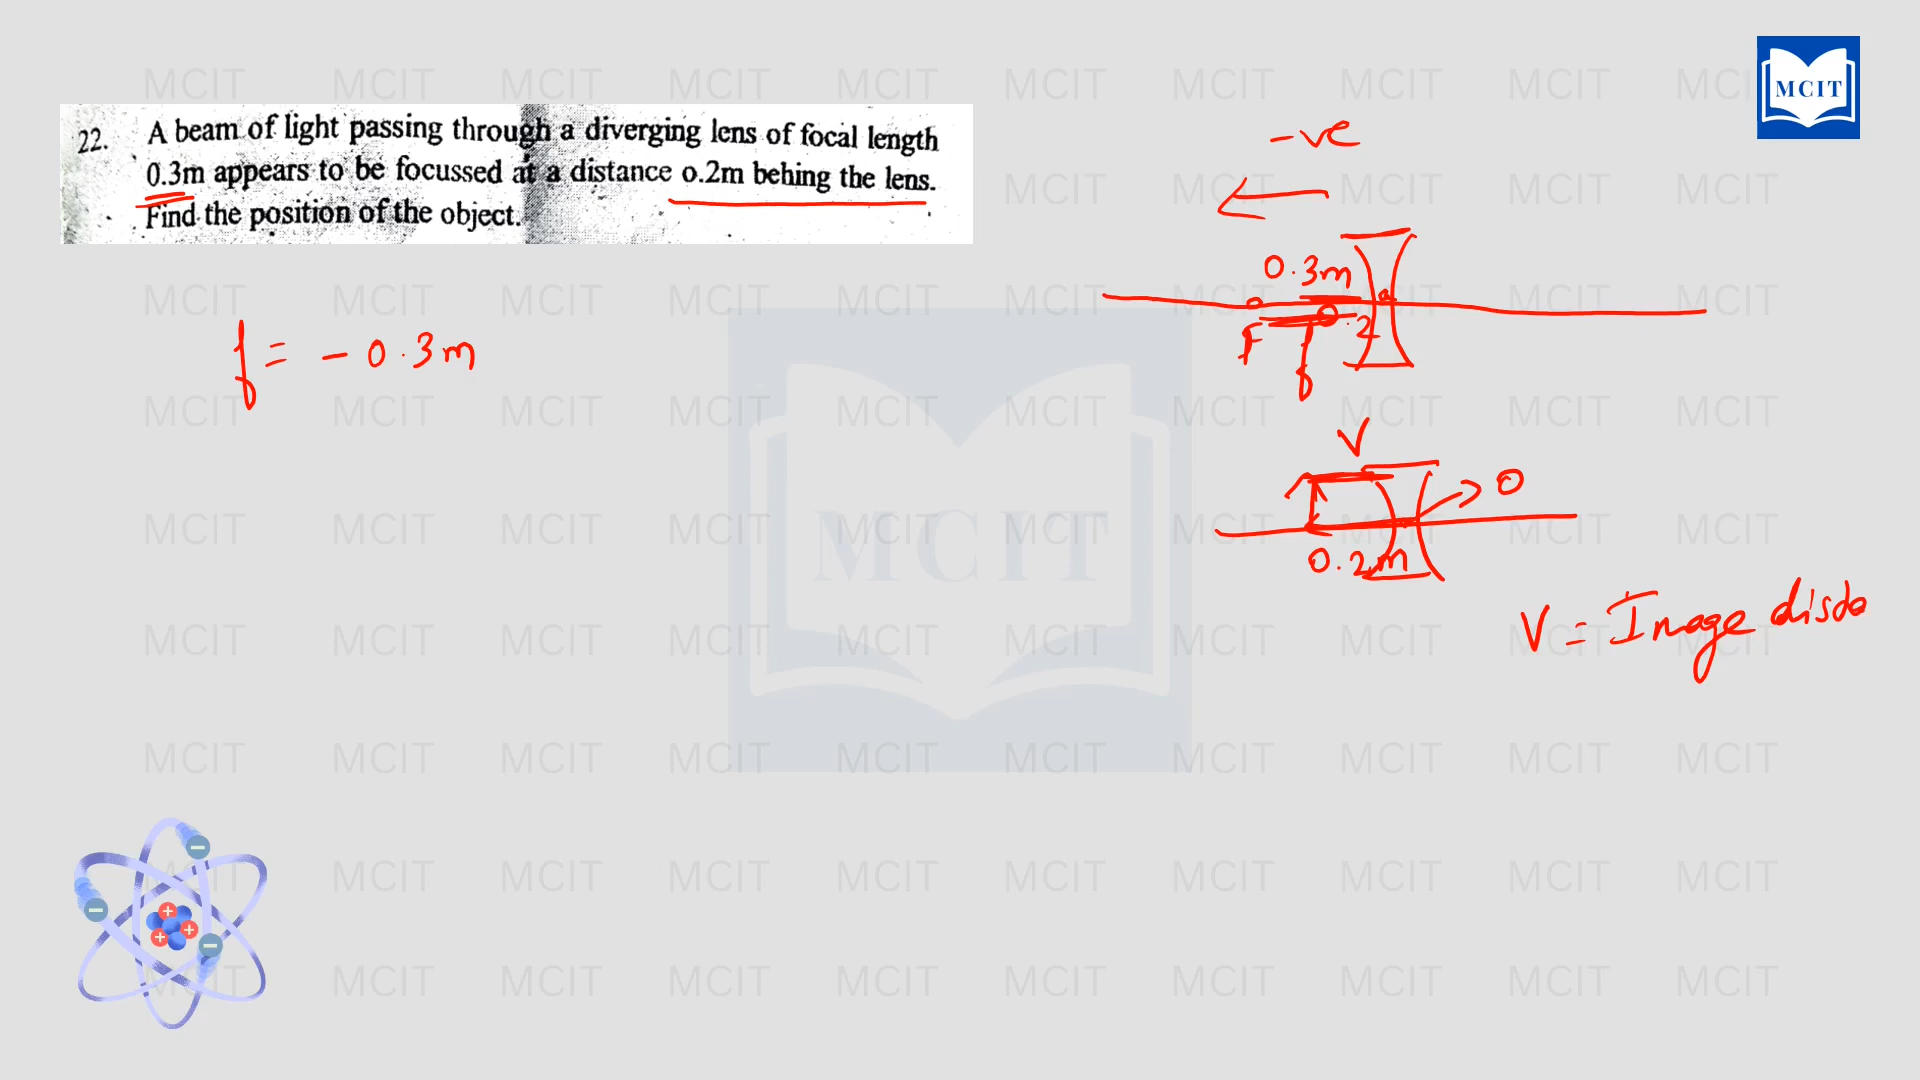 22. A beam of light passing through a diverging lens of focal length
0.3m appears to be focussed at a distance o.2m behing the lens.
Find the position of the object.
MCIT
-ve
0.3m
F
f
.2
f = - 0.3m
V
O
0.2m
V = Image dis
MCIT